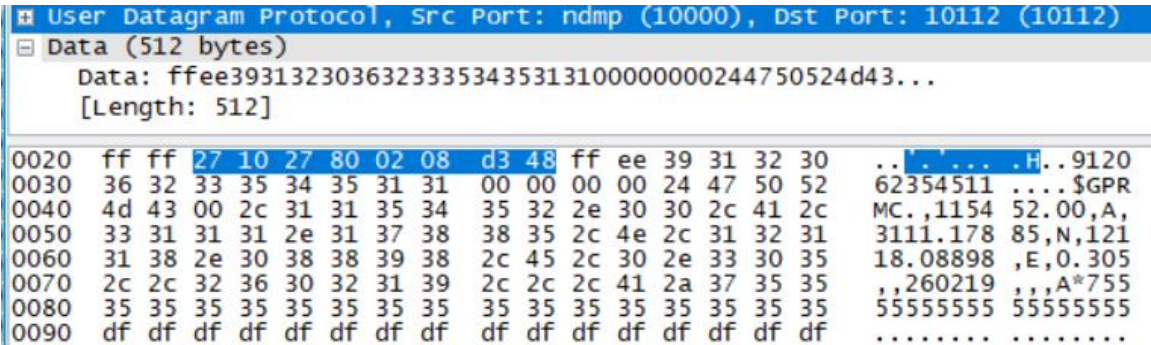 User Datagram Protocol, Src Port: ndmp (10000), Dst Port: 10112 (10112)
Data (512 bytes)
Data: ffee39313230363233353435313100000000244750524d43...
[Length: 512]
0020 ff ff 27 10 27 80 02 08 d3 48 ff ee 39 31 32 30 ..'.'.... .H..9120
0030 36 32 33 35 34 35 31 31 00 00 00 00 24 47 50 52 62354511 ....$GPR
0040 4d 43 00 2c 31 31 35 34 35 32 2e 30 30 2c 41 2c MC.,1154 52.00,A,
0050 33 31 31 31 2e 31 37 38 38 35 2c 4e 2c 31 32 31 3111.178 85,N,121
0060 31 38 2e 30 38 38 39 38 2c 45 2c 30 2e 33 30 35 18.08898 ,E,0.305
0070 2c 2c 32 36 30 32 31 39 2c 2c 2c 41 2a 37 35 35 ,,260219 ,,,A*755
0080 35 35 35 35 35 35 35 35 35 35 35 35 35 35 35 35 55555555 55555555
0090 df df df df df df df df df df df df df df df df ........ ........